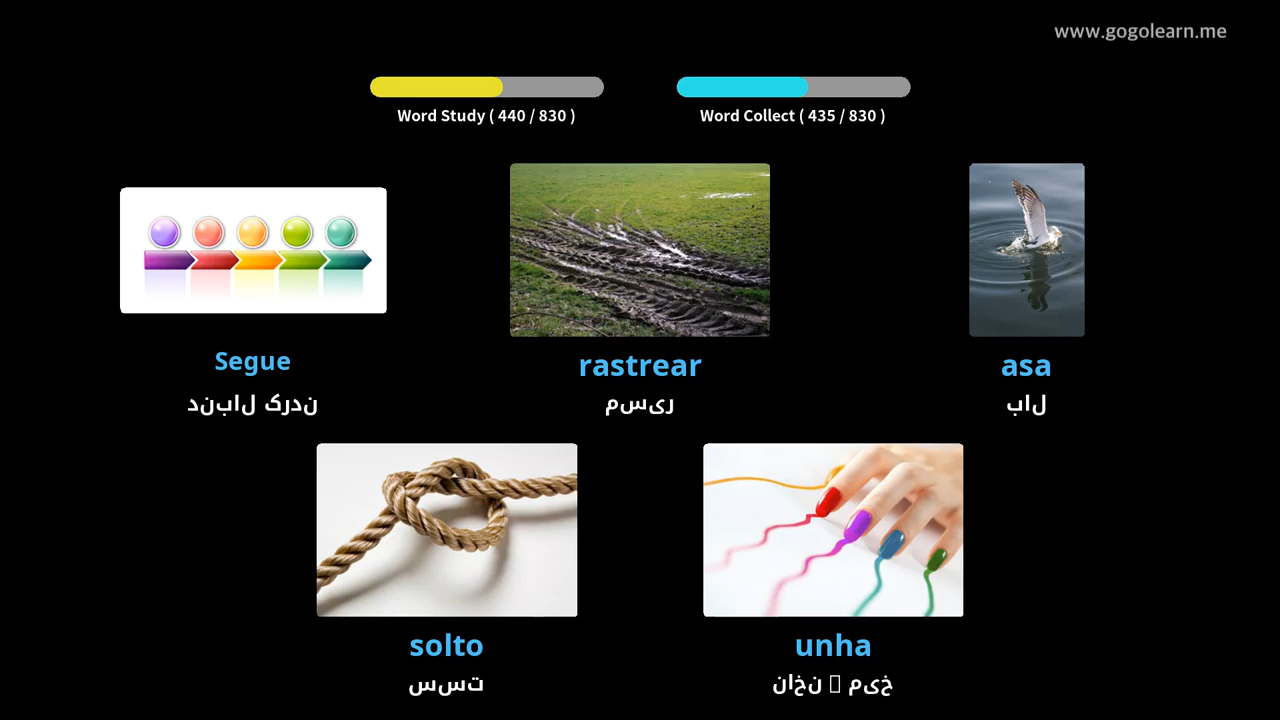 www.gogolearn.me
Word Study ( 440 / 830 )
Word Collect ( 435 / 830 )
Segue
دنبال کردن
rastrear
مسیر
asa
بال
solto
سست
unha
ناخن ▯ میخ